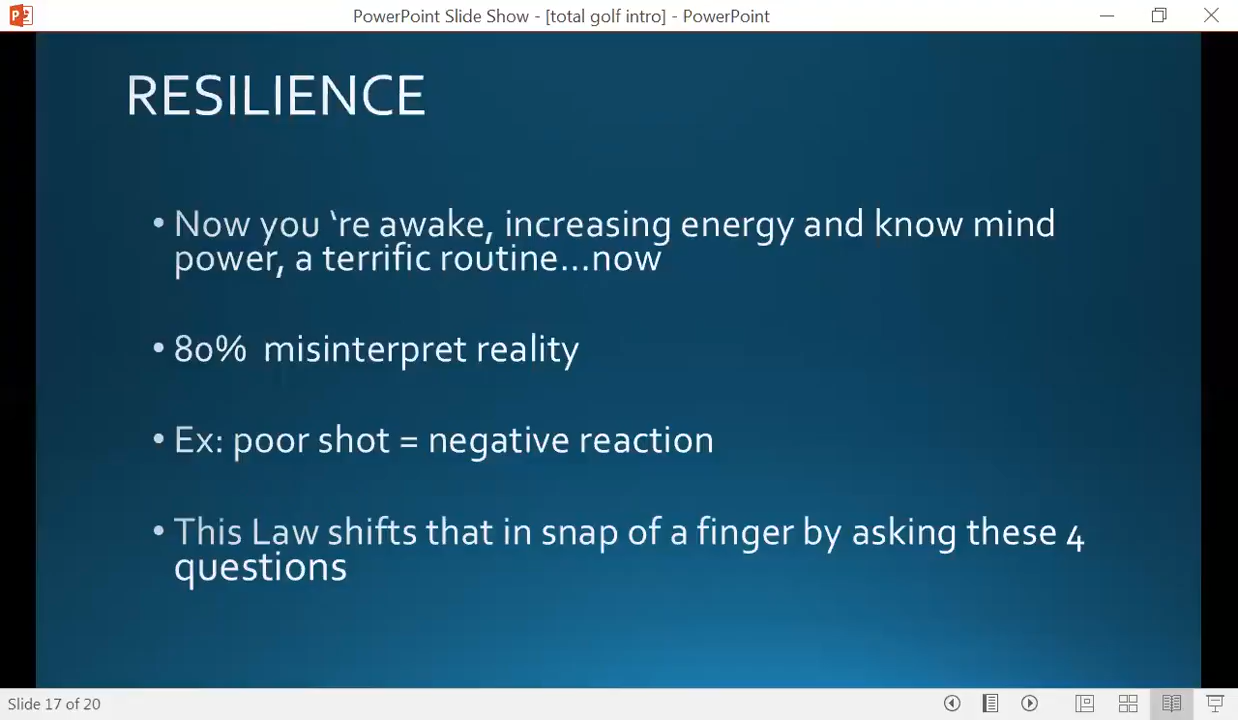 PowerPoint Slide Show - [total golf intro] - PowerPoint
RESILIENCE
• Now you ‘re awake, increasing energy and know mind
power, a terrific routine...now
• 80% misinterpret reality
• Ex: poor shot = negative reaction
• This Law shifts that in snap of a finger by asking these 4
questions
Slide 17 of 20